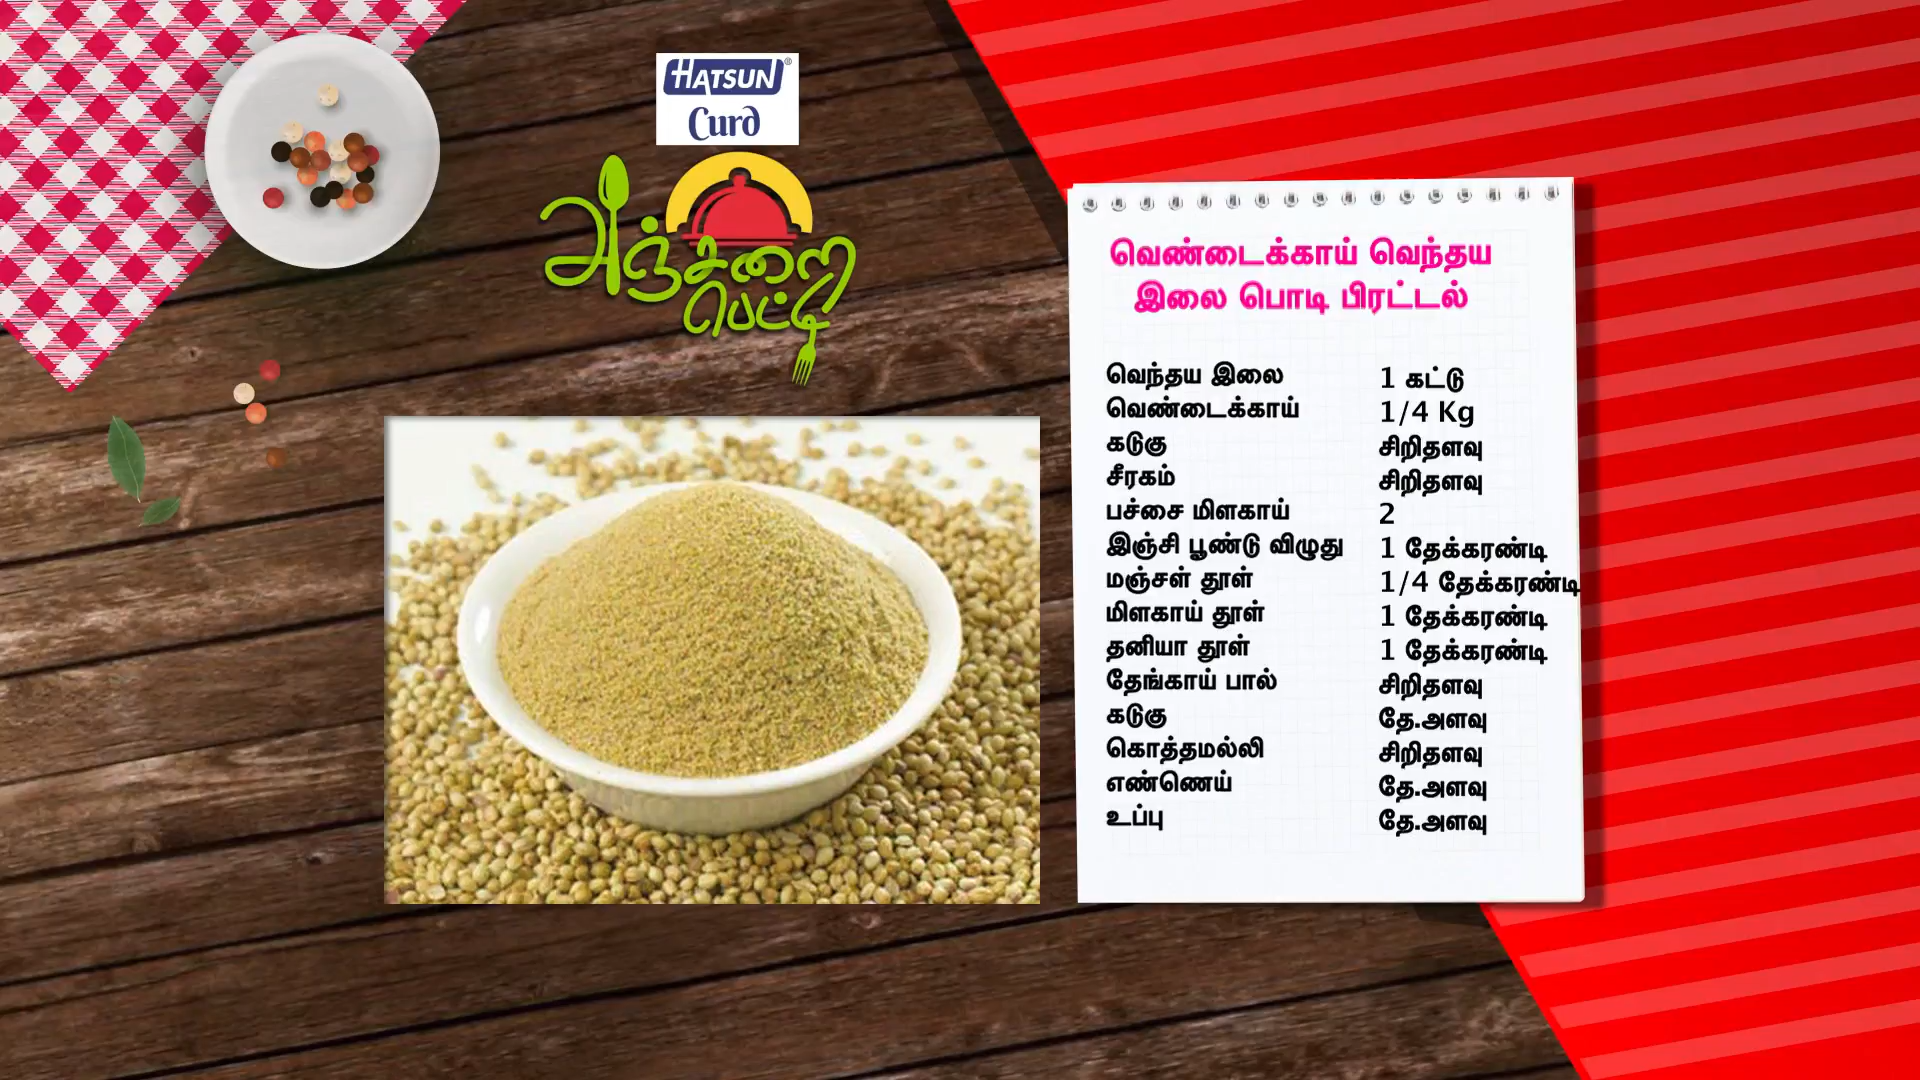 HATSUN®
Curd
அஞ்சறை
பெட்டி
வெண்டைக்காய் வெந்தய
இலை பொடி பிரட்டல்
வெந்தய இலை 1 கட்டு
வெண்டைக்காய் 1/4 Kg
கடுகு சிறிதளவு
சீரகம் சிறிதளவு
பச்சை மிளகாய் 2
இஞ்சி பூண்டு விழுது 1 தேக்கரண்டி
மஞ்சள் தூள் 1/4 தேக்கரண்டி
மிளகாய் தூள் 1 தேக்கரண்டி
தனியா தூள் 1 தேக்கரண்டி
தேங்காய் பால் சிறிதளவு
கடுகு தே.அளவு
கொத்தமல்லி சிறிதளவு
எண்ணெய் தே.அளவு
உப்பு தே.அளவு